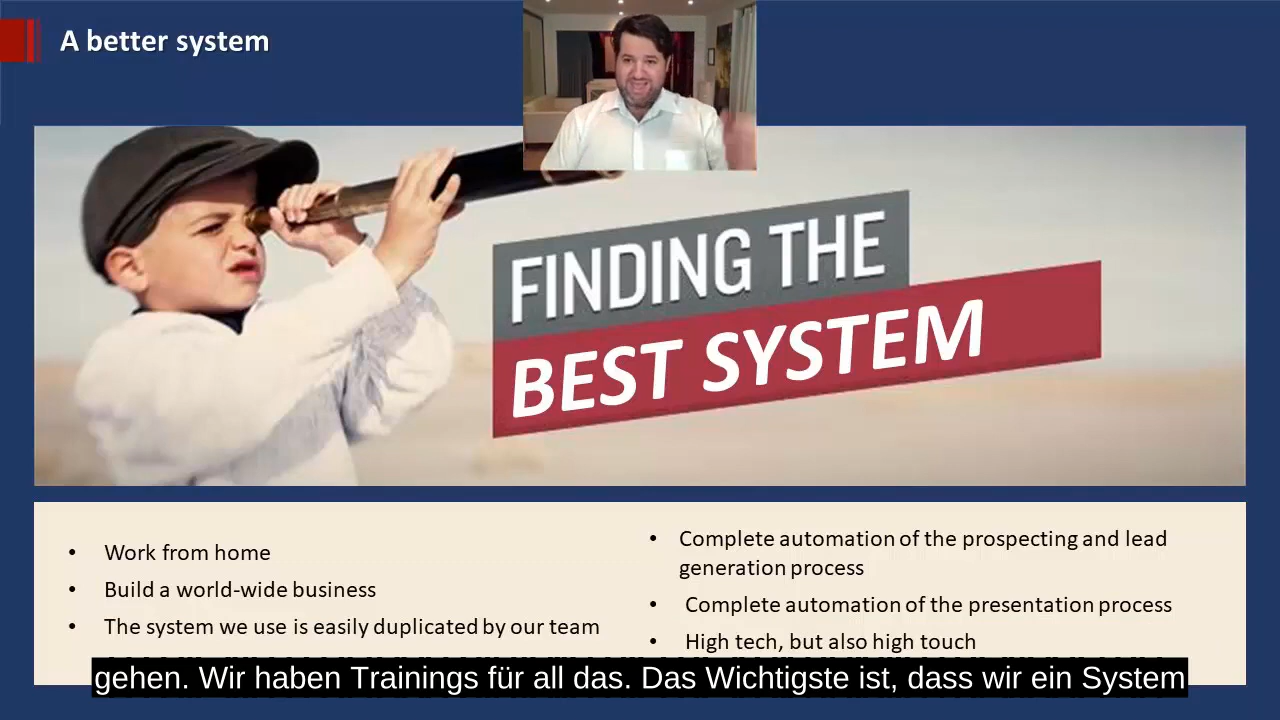 A better system
FINDING THE
BEST SYSTEM
• Work from home
• Build a world-wide business
• The system we use is easily duplicated by our team
• Complete automation of the prospecting and lead
generation process
• Complete automation of the presentation process
• High tech, but also high touch
gehen. Wir haben Trainings für all das. Das Wichtigste ist, dass wir ein System